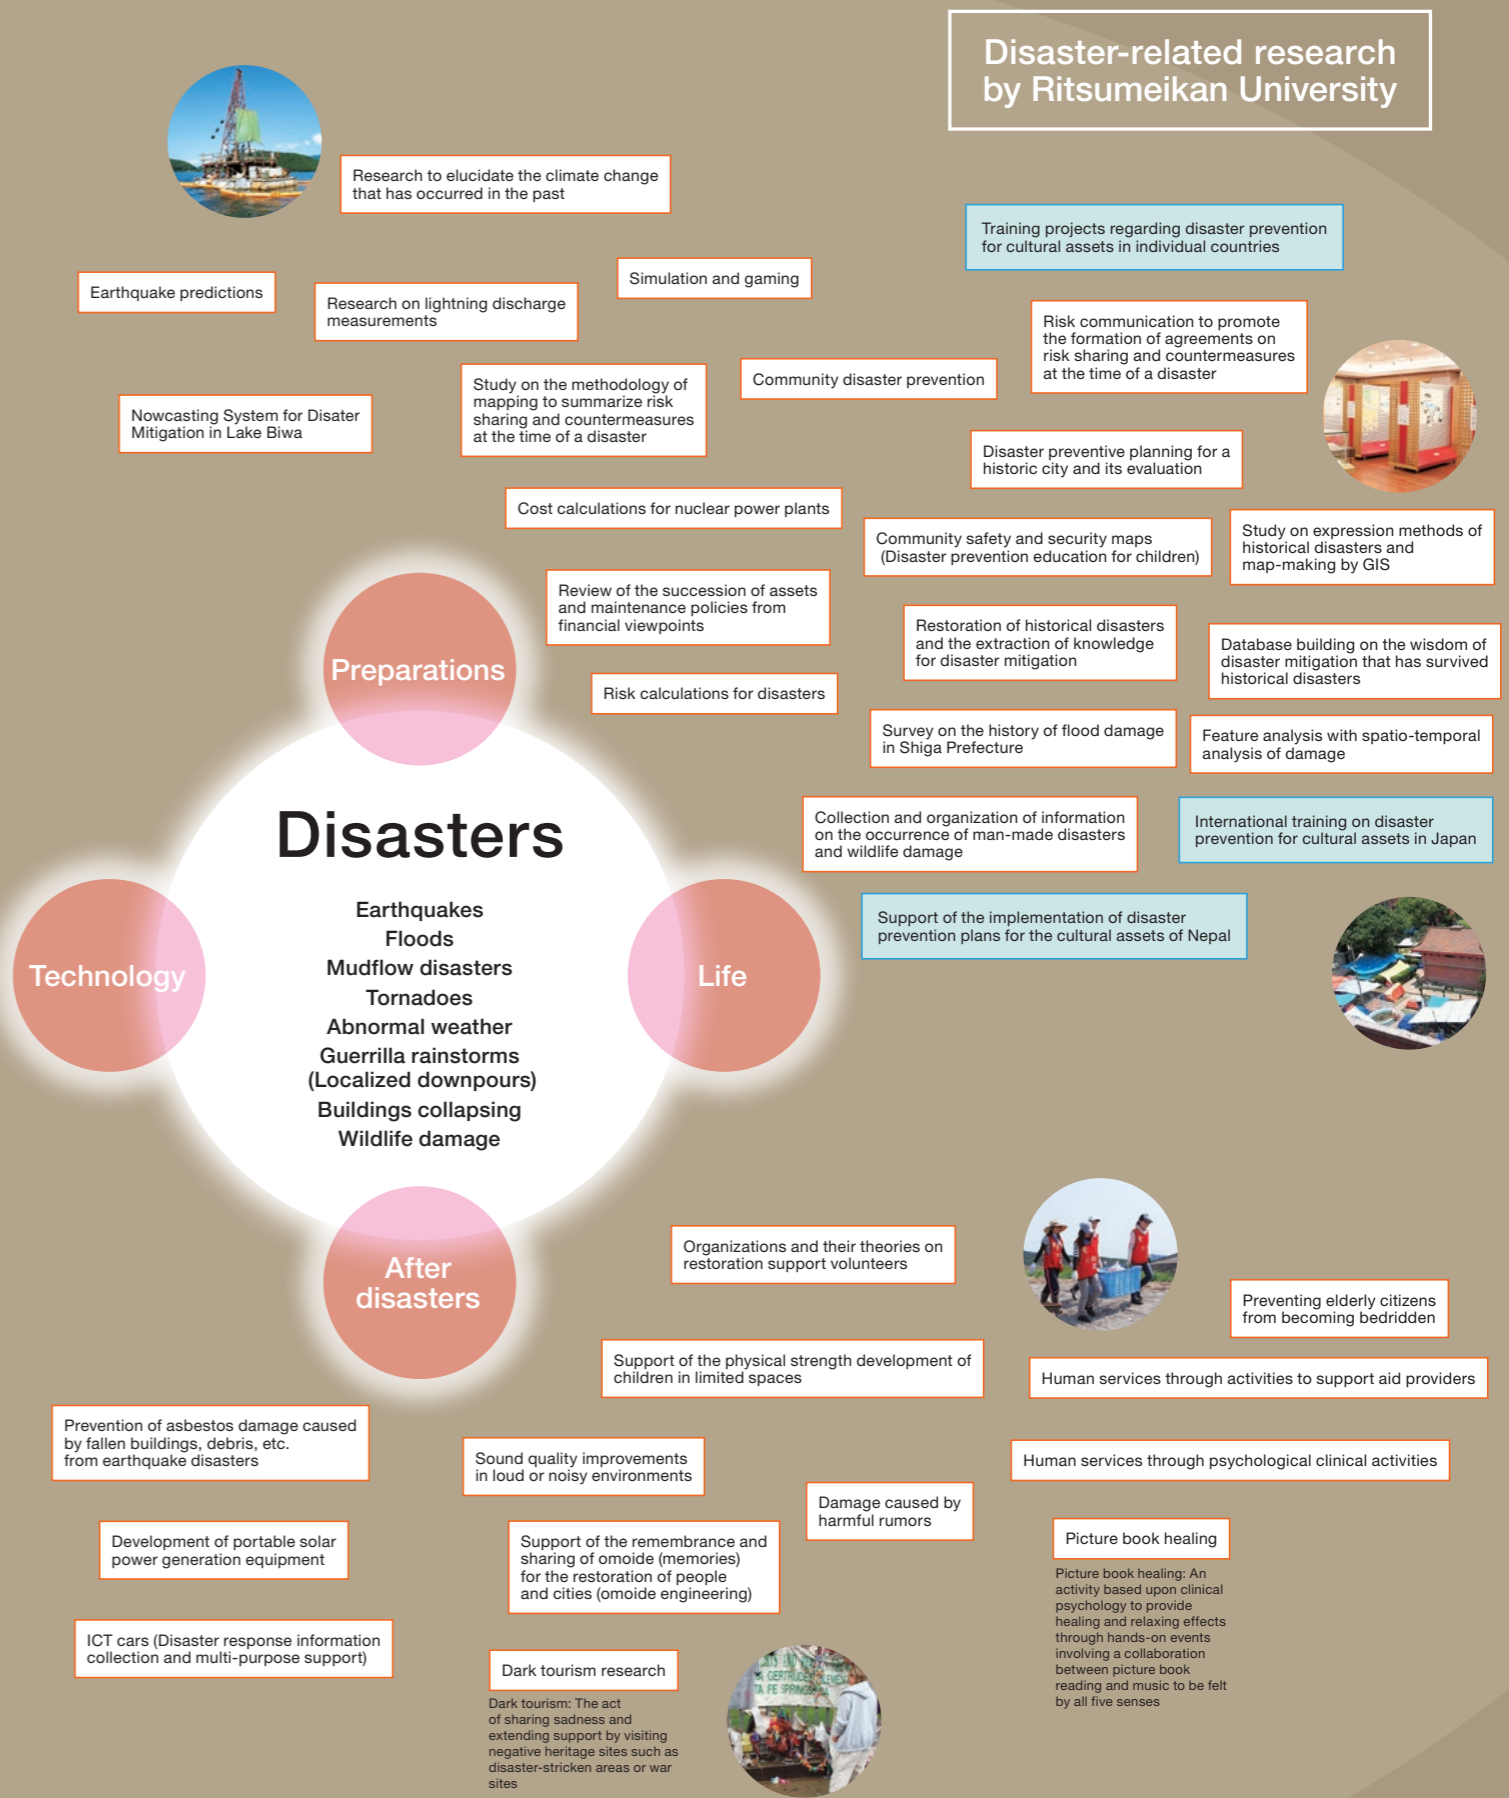 Disaster-related research
by Ritsumeikan University
Research to elucidate the climate change
that has occurred in the past
Training projects regarding disaster prevention
for cultural assets in individual countries
Earthquake predictions
Research on lightning discharge
measurements
Simulation and gaming
Risk communication to promote
the formation of agreements on
risk sharing and countermeasures
at the time of a disaster
Community disaster prevention
Study on the methodology of
mapping to summarize risk
sharing and countermeasures
at the time of a disaster
Nowcasting System for Disater
Mitigation in Lake Biwa
Disaster preventive planning for a
historic city and its evaluation
Cost calculations for nuclear power plants
Community safety and security maps
(Disaster prevention education for children)
Study on expression methods of
historical disasters and
map-making by GIS
Review of the succession of assets
and maintenance policies from
financial viewpoints
Restoration of historical disasters
and the extraction of knowledge
for disaster mitigation
Database building on the wisdom of
disaster mitigation that has survived
historical disasters
Risk calculations for disasters
Survey on the history of flood damage
in Shiga Prefecture
Feature analysis with spatio-temporal
analysis of damage
Collection and organization of information
on the occurrence of man-made disasters
and wildlife damage
International training on disaster
prevention for cultural assets in Japan
Support of the implementation of disaster
prevention plans for the cultural assets of Nepal
Preparations
Disasters
Earthquakes
Floods
Mudflow disasters
Tornadoes
Abnormal weather
Guerrilla rainstorms
(Localized downpours)
Buildings collapsing
Wildlife damage
Technology
Life
After
disasters
Organizations and their theories on
restoration support volunteers
Preventing elderly citizens
from becoming bedridden
Support of the physical strength development of
children in limited spaces
Human services through activities to support aid providers
Prevention of asbestos damage caused
by fallen buildings, debris, etc.
from earthquake disasters
Sound quality improvements
in loud or noisy environments
Human services through psychological clinical activities
Damage caused by
harmful rumors
Development of portable solar
power generation equipment
Support of the remembrance and
sharing of omoide (memories)
for the restoration of people
and cities (omoide engineering)
Picture book healing
Picture book healing: An
activity based upon clinical
psychology to provide
healing and relaxing effects
through hands-on events
involving a collaboration
between picture book
reading and music to be felt
by all five senses
ICT cars (Disaster response information
collection and multi-purpose support)
Dark tourism research
Dark tourism: The act
of sharing sadness and
extending support by visiting
negative heritage sites such as
disaster-stricken areas or war
sites
GERTRUDES
TA FE SPRINGS